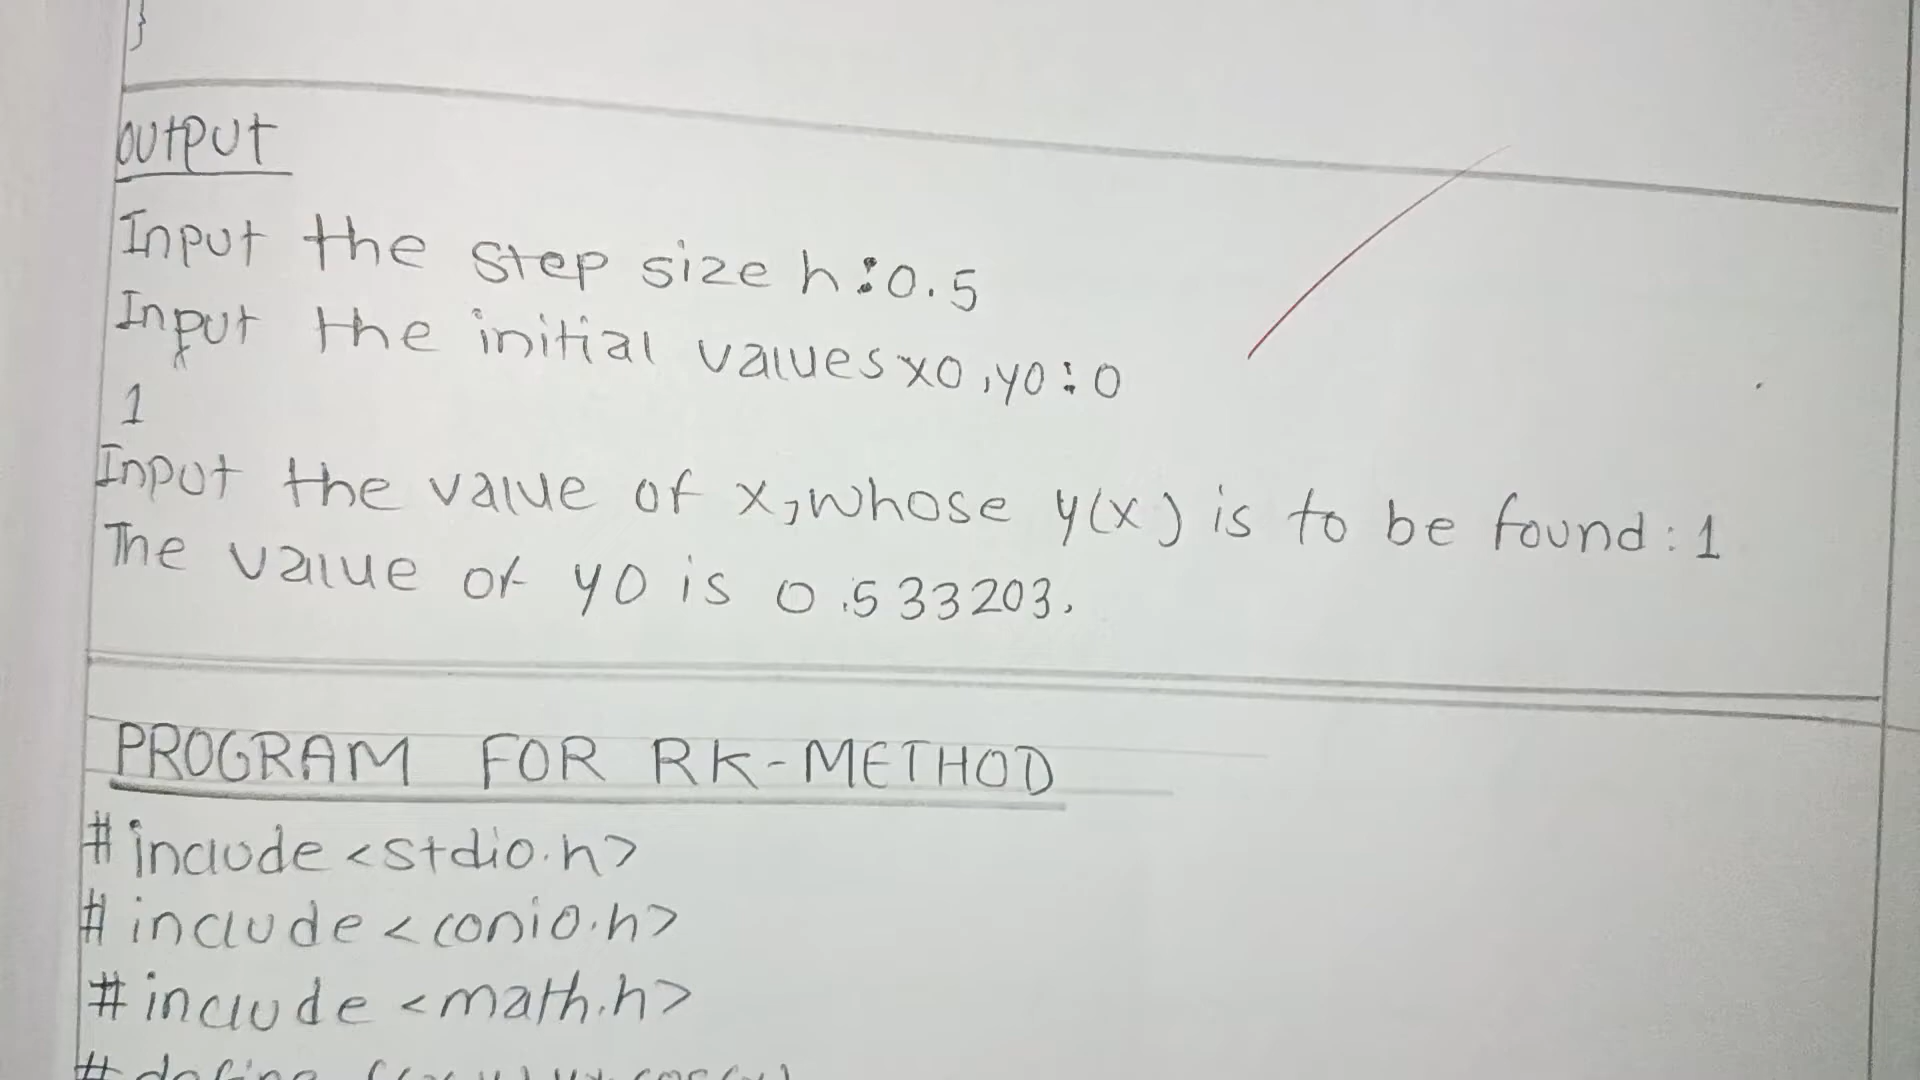 }
output
Input the step size h:0.5
Input the initial values x0,y0:0
1
Input the value of x, whose y(x) is to be found:1
The value of y0 is 0.533203.
PROGRAM FOR RK-METHOD
#include<stdio.h>
#include<conio.h>
#include<math.h>
# define